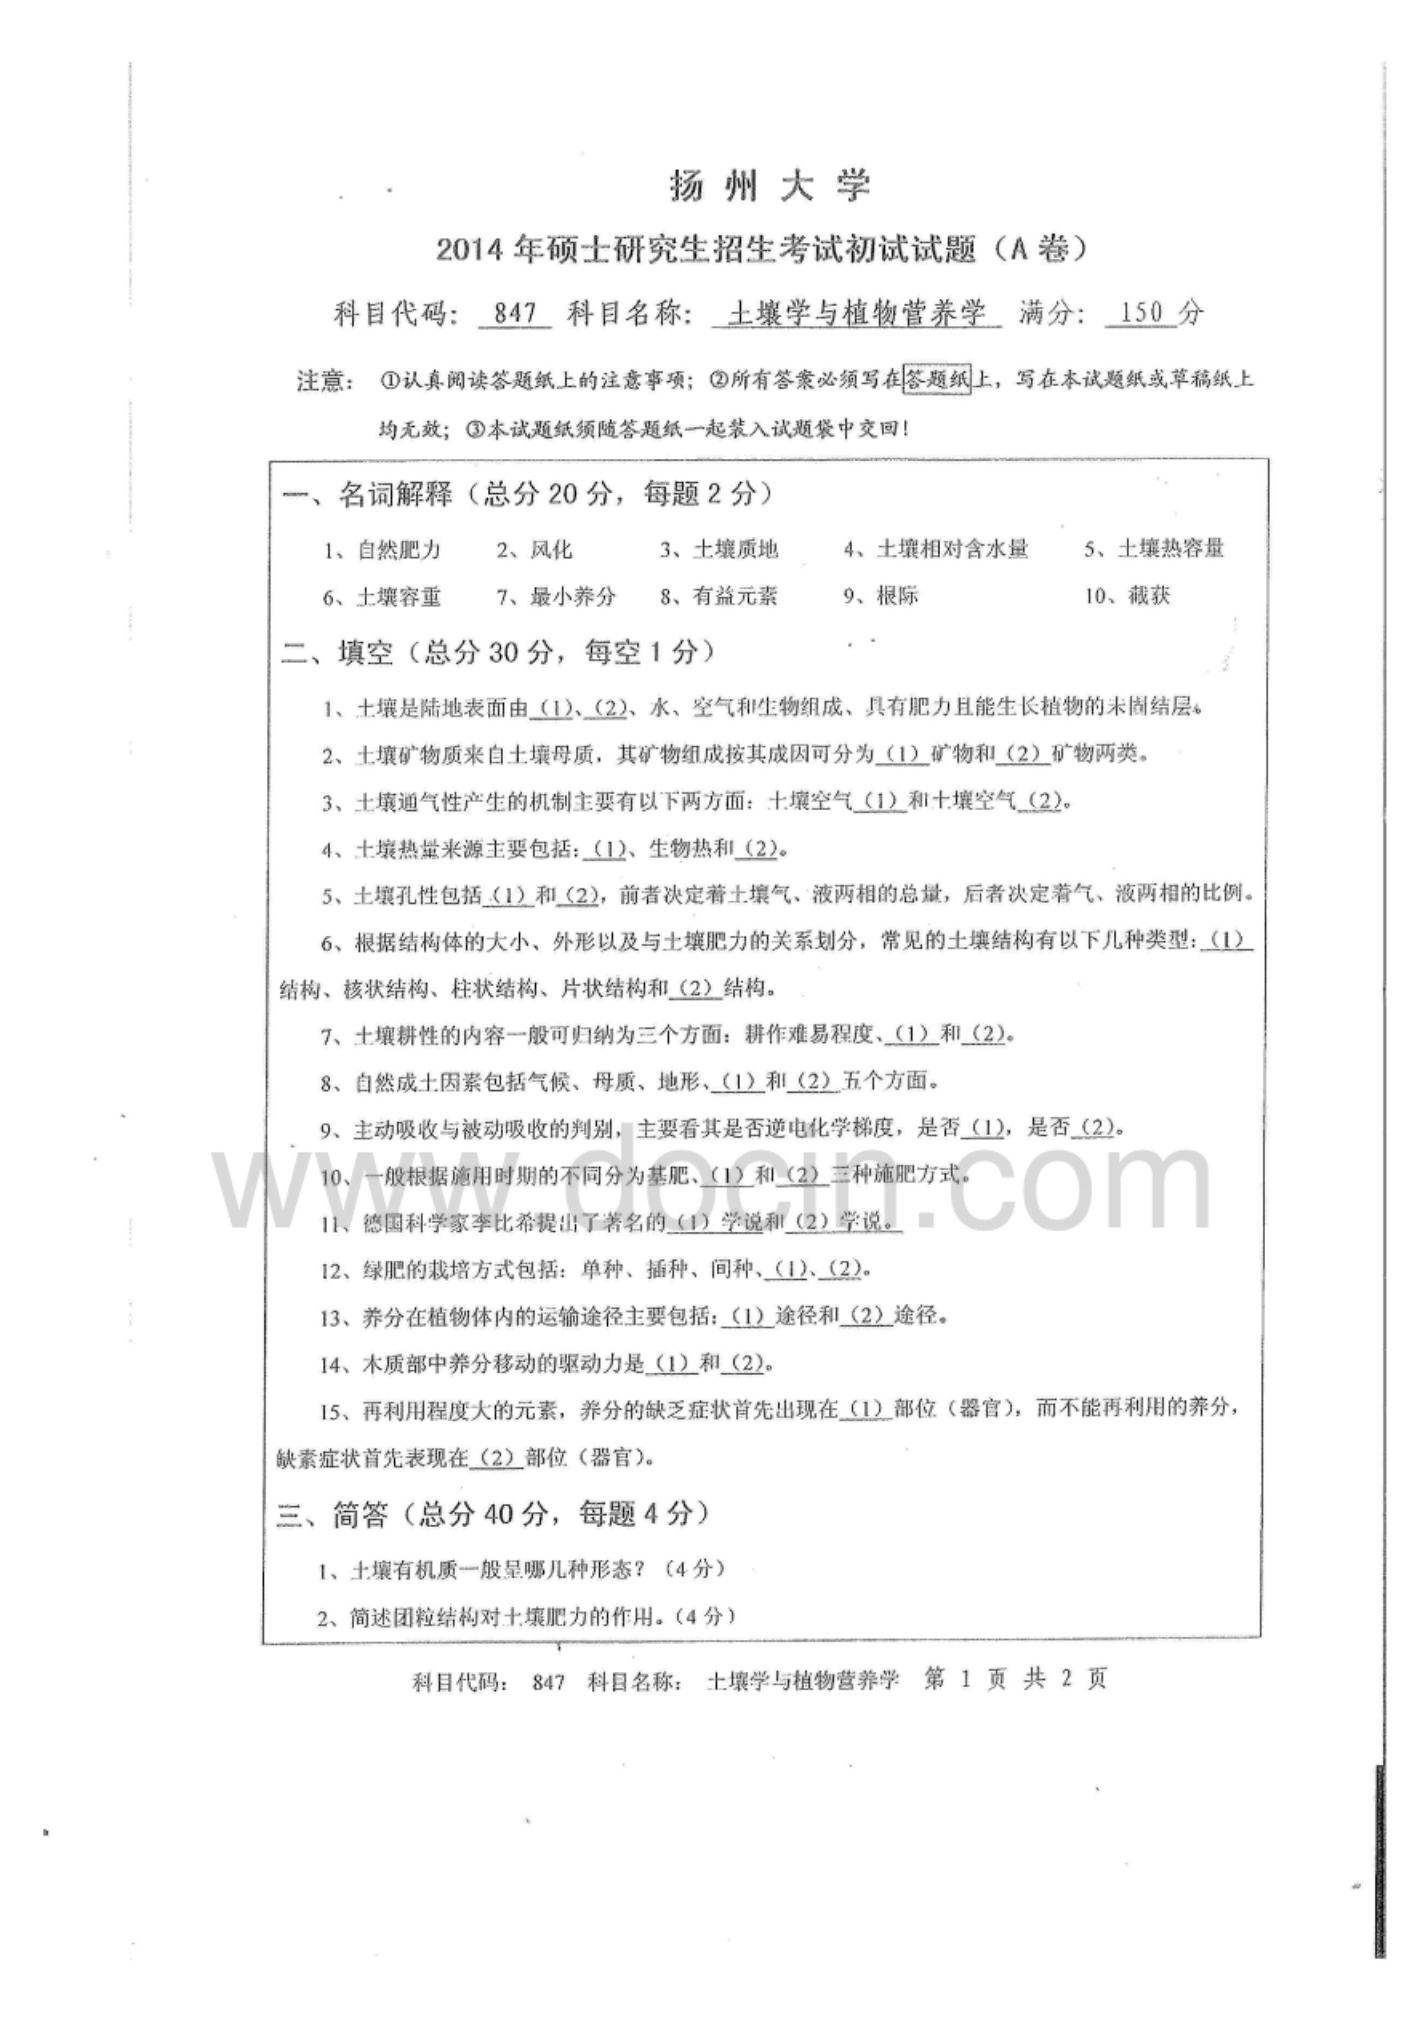 扬州大学
2014年硕士研究生招生考试初试试题（A卷）
科目代码： 847 科目名称： 土壤学与植物营养学 满分： 150 分
注意： ①认真阅读答题纸上的注意事项；②所有答案必须写在答题纸上，写在本试题纸或草稿纸上
均无效；③本试题纸须随答题纸一起装入试题袋中交回！
一、名词解释（总分20分，每题2分）
1、自然肥力 2、风化 3、土壤质地 4、土壤相对含水量 5、土壤热容量
6、土壤容重 7、最小养分 8、有益元素 9、根际 10、截获
二、填空（总分30分，每空1分）
1、土壤是陆地表面由（1）、（2）、水、空气和生物组成、具有肥力且能生长植物的未固结层。
2、土壤矿物质来自土壤母质，其矿物组成按其成因可分为（1）矿物和（2）矿物两类。
3、土壤通气性产生的机制主要有以下两方面：土壤空气（1）和土壤空气（2）。
4、土壤热量来源主要包括：（1）、生物热和（2）。
5、土壤孔性包括（1）和（2），前者决定着土壤气、液两相的总量，后者决定着气、液两相的比例。
6、根据结构体的大小、外形以及与土壤肥力的关系划分，常见的土壤结构有以下几种类型：（1）
结构、核状结构、柱状结构、片状结构和（2）结构。
7、土壤耕性的内容一般可归纳为三个方面：耕作难易程度、（1）和（2）。
8、自然成土因素包括气候、母质、地形、（1）和（2）五个方面。
9、主动吸收与被动吸收的判别，主要看其是否逆电化学梯度，是否（1），是否（2）。
www.docin.com
10、一般根据施用时期的不同分为基肥、（1）和（2）三种施肥方式。
11、德国科学家李比希提出了著名的（1）学说和（2）学说。
12、绿肥的栽培方式包括：单种、插种、间种、（1）、（2）。
13、养分在植物体内的运输途径主要包括：（1）途径和（2）途径。
14、木质部中养分移动的驱动力是（1）和（2）。
15、再利用程度大的元素，养分的缺乏症状首先出现在（1）部位（器官），而不能再利用的养分，
缺素症状首先表现在（2）部位（器官）。
三、简答（总分40分，每题4分）
1、土壤有机质一般呈哪几种形态？（4分）
2、简述团粒结构对土壤肥力的作用。（4分）
科目代码： 847 科目名称： 土壤学与植物营养学 第 1 页 共 2 页